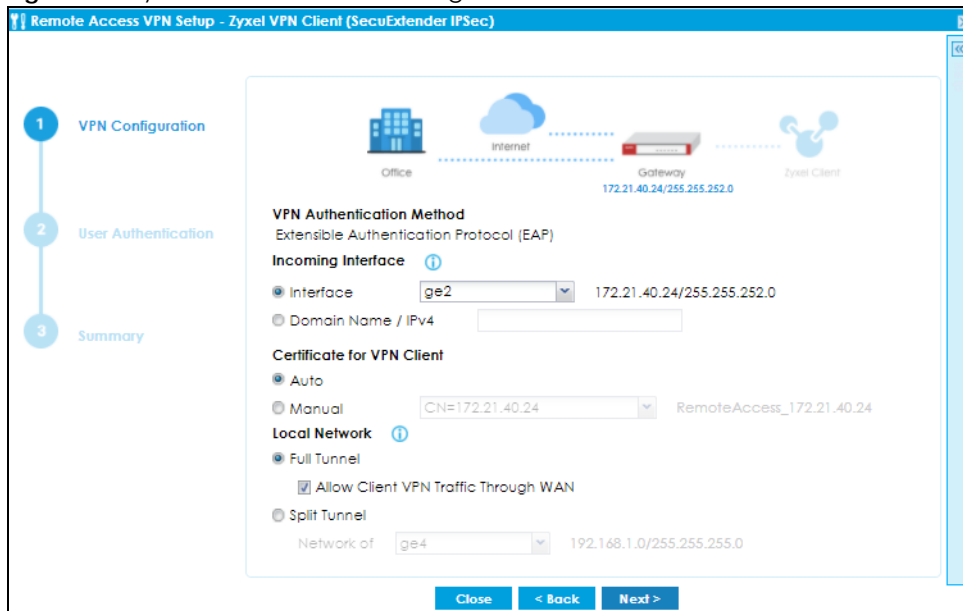 Remote Access VPN Setup - Zyxel VPN Client (SecuExtender IPSec)
1 VPN Configuration
2 User Authentication
3 Summary
Internet
Office
Gateway
Zyxel Client
172.21.40.24/255.255.252.0
VPN Authentication Method
Extensible Authentication Protocol (EAP)
Incoming Interface
Interface ge2 172.21.40.24/255.255.252.0
Domain Name / IPv4
Certificate for VPN Client
Auto
Manual CN=172.21.40.24 RemoteAccess_172.21.40.24
Local Network
Full Tunnel
Allow Client VPN Traffic Through WAN
Split Tunnel
Network of ge4 192.168.1.0/255.255.255.0
Close < Back Next >